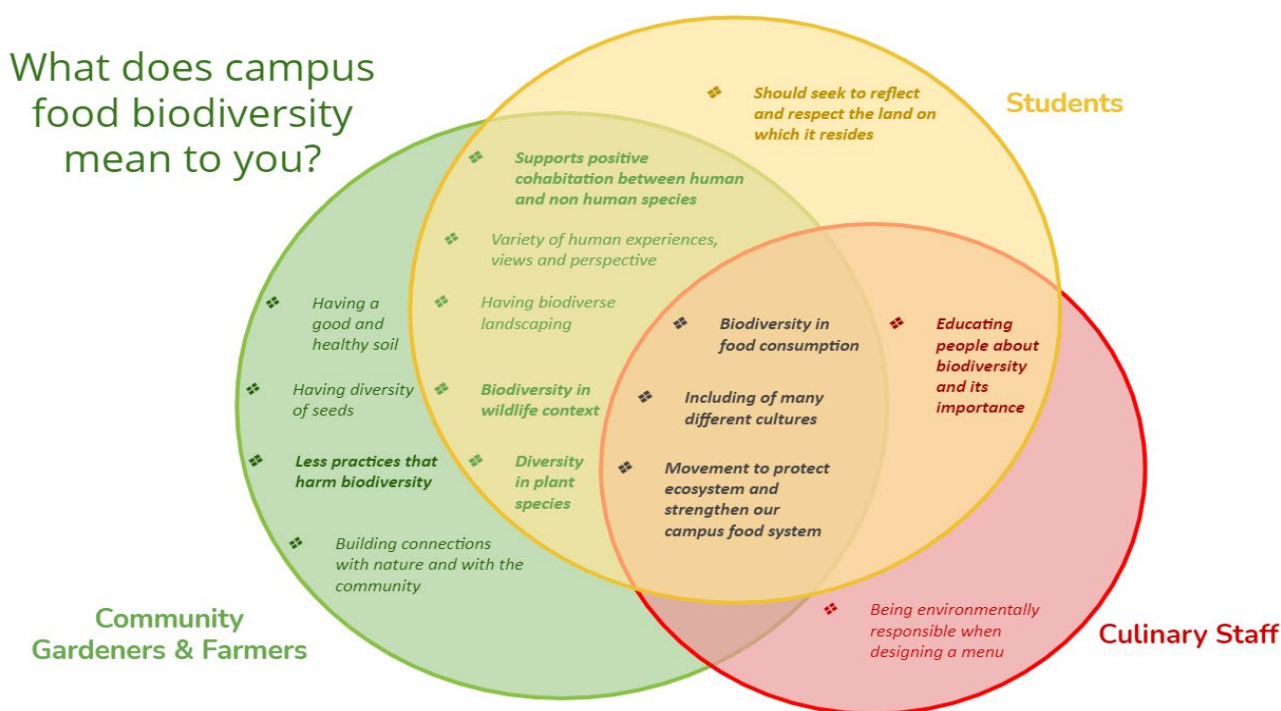 What does campus
food biodiversity
mean to you?
Students
❖ Should seek to reflect
and respect the land on
which it resides
❖ Supports positive
cohabitation between human
and non human species
❖ Variety of human experiences,
views and perspective
❖ Having biodiverse
landscaping
❖ Biodiversity in
wildlife context
❖ Diversity
in plant
species
❖ Having a
good and
healthy soil
❖ Having diversity
of seeds
❖ Less practices that
harm biodiversity
❖ Building connections
with nature and with the
community
❖ Biodiversity in
food consumption
❖ Including of many
different cultures
❖ Movement to protect
ecosystem and
strengthen our
campus food system
❖ Educating
people about
biodiversity
and its
importance
❖ Being environmentally
responsible when
designing a menu
Community
Gardeners & Farmers
Culinary Staff